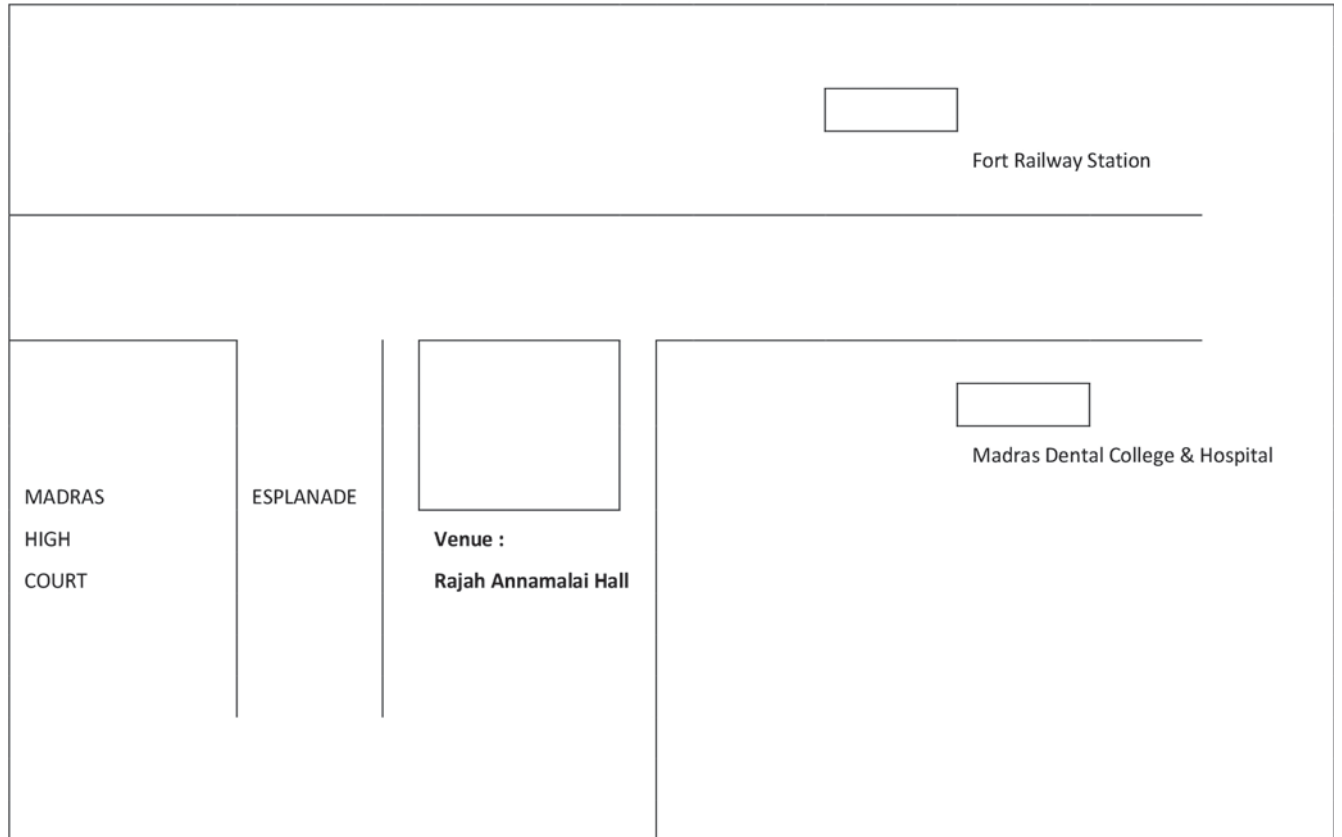 Fort Railway Station
Madras Dental College & Hospital
MADRAS
HIGH
COURT
ESPLANADE
Venue :
Rajah Annamalai Hall